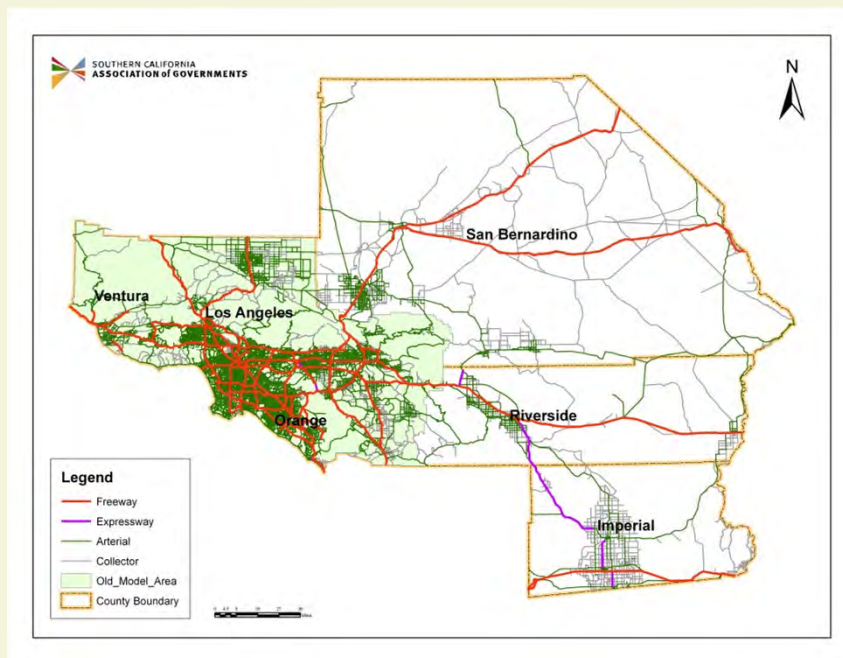 SOUTHERN CALIFORNIA
ASSOCIATION of GOVERNMENTS
N
San Bernardino
Ventura
Los Angeles
Orange
Riverside
Imperial
Legend
Freeway
Expressway
Arterial
Collector
Old_Model_Area
County Boundary